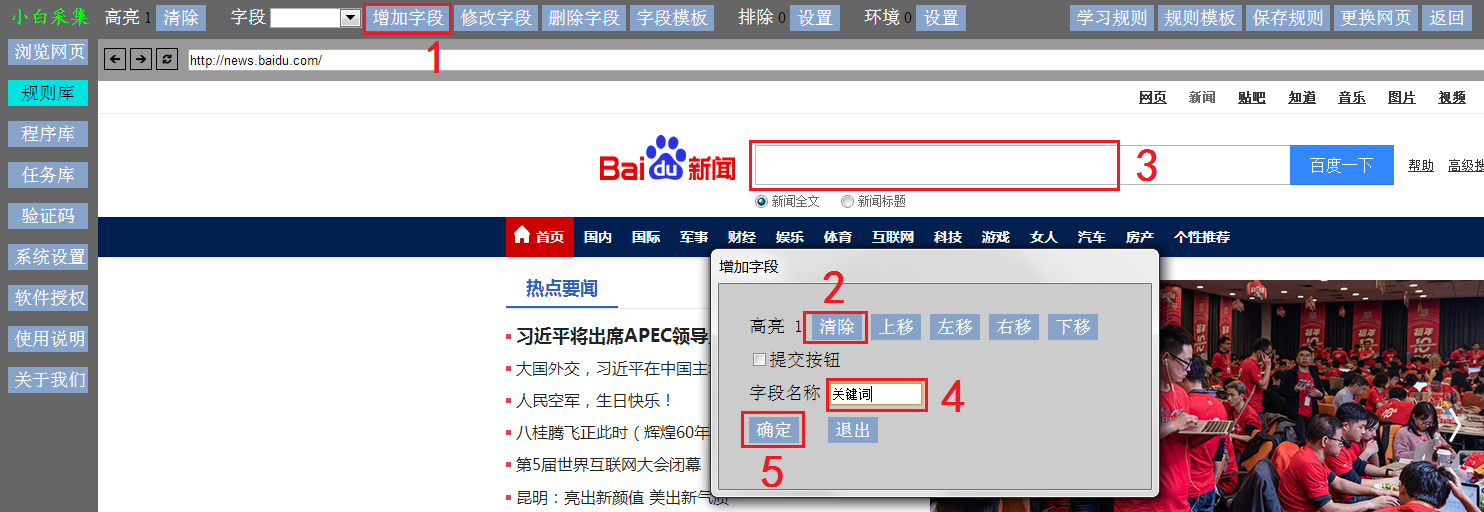 小白采集 高亮 1 清除 字段 增加字段 修改字段 删除字段 字段模板 排除 0 设置 环境 0 设置 学习规则 规则模板 保存规则 更换网页 返回
1
浏览网页
http://news.baidu.com/
规则库
网页 新闻 贴吧 知道 音乐 图片 视频
程序库
任务库
Baidu新闻 3 百度一下 帮助 高级搜
新闻全文 新闻标题
验证码
首页 国内 国际 军事 财经 娱乐 体育 互联网 科技 游戏 女人 汽车 房产 个性推荐
系统设置
软件授权
使用说明
关于我们
热点要闻
习近平将出席APEC领导
大国外交，习近平在中国主
人民空军，生日快乐！
八桂腾飞正此时（辉煌60年
第5届世界互联网大会闭幕
昆明：亮出新颜值 美出新气质
增加字段
2
高亮 1 清除 上移 左移 右移 下移
提交按钮
字段名称 关键词 4
确定 退出
5